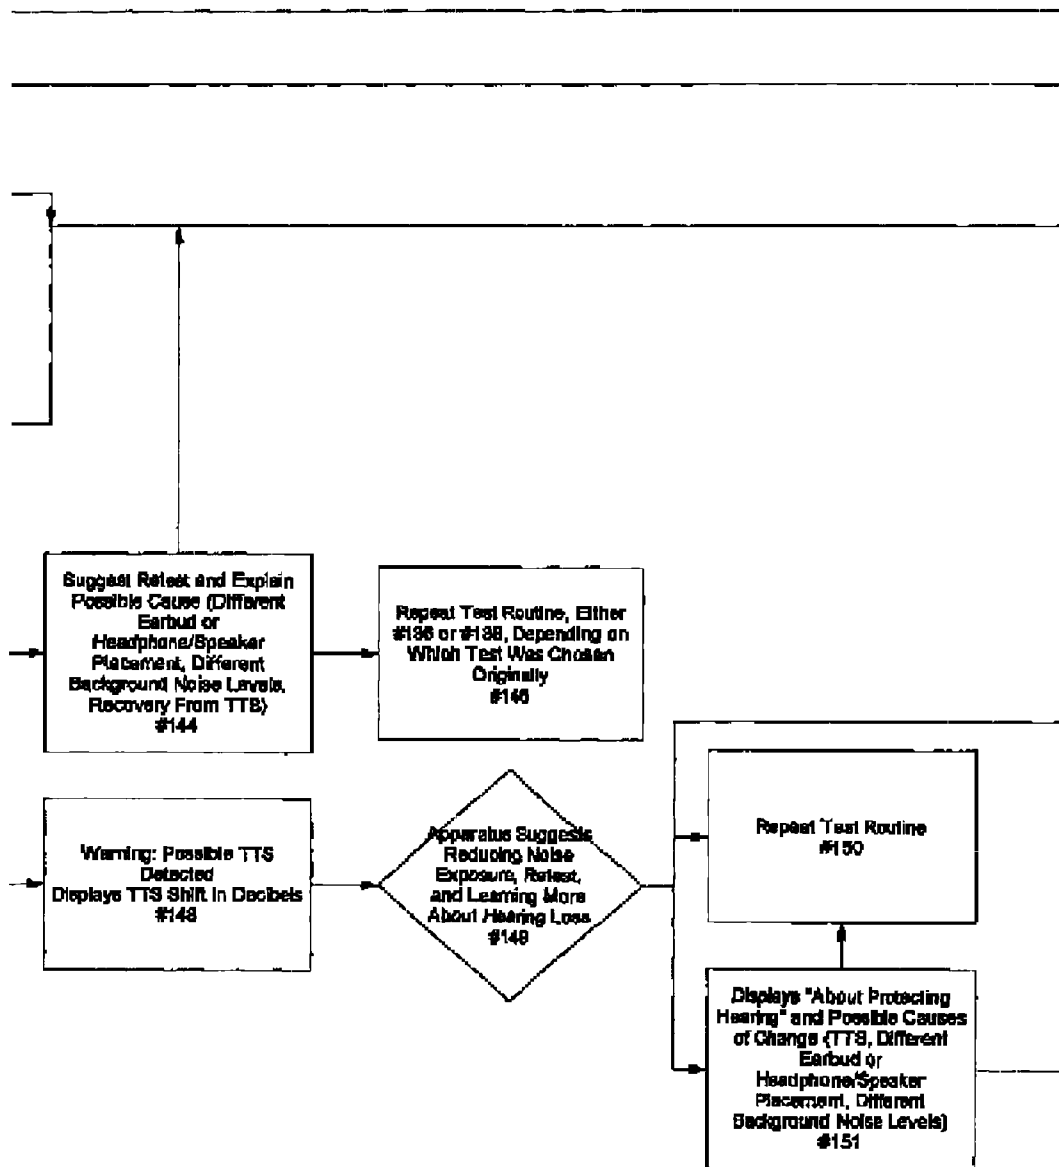 Suggest Retest and Explain
Possible Cause (Different
Earbud or
Headphone/Speaker
Placement, Different
Background Noise Levels,
Recovery From TTS)
#144
Repeat Test Routine, Either
#136 or #138, Depending on
Which Test Was Chosen
Originally
Warning: Possible TTS
Detected
Displays TTS Shift in Decibels
#148
Apparatus Suggests
Reducing Noise
Exposure, Retest,
and Learning More
About Hearing Loss
#149
Repeat Test Routine
#150
Displays "About Protecting
Hearing" and Possible Causes
of Change (TTS, Different
Earbud or
Headphone/Speaker
Placement, Different
Background Noise Levels)
#151